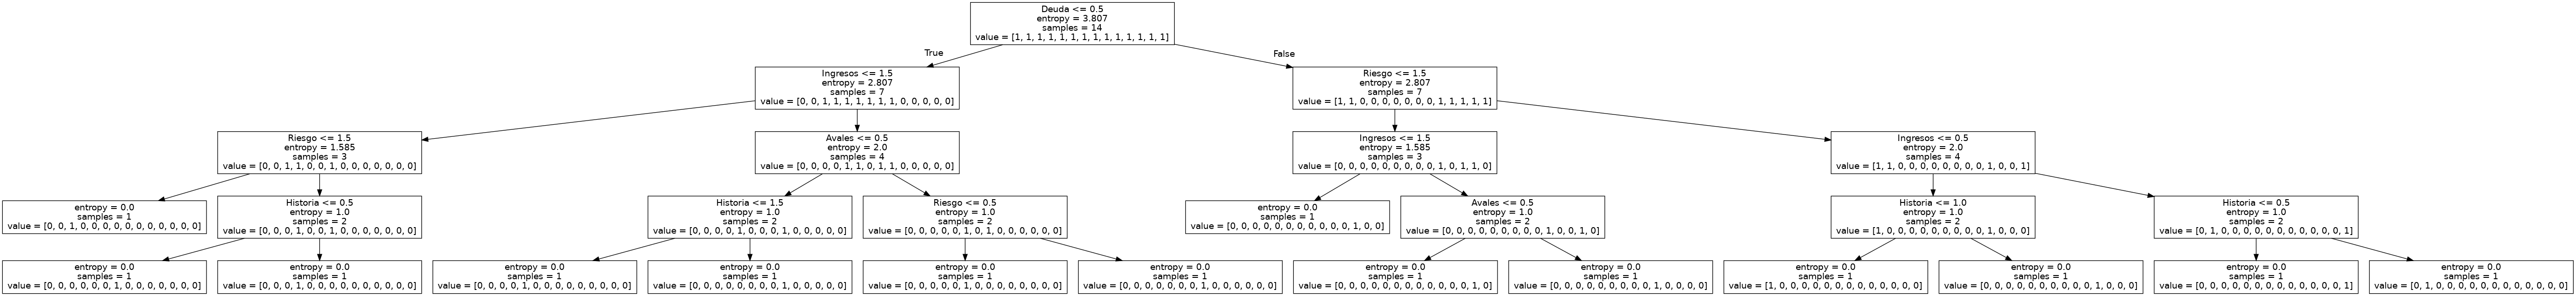 Deuda <= 0.5
entropy = 3.807
samples = 14
value = [1, 1, 1, 1, 1, 1, 1, 1, 1, 1, 1, 1, 1, 1]
True
False
Ingresos <= 1.5
entropy = 2.807
samples = 7
value = [0, 0, 1, 1, 1, 1, 1, 1, 1, 0, 0, 0, 0, 0]
Riesgo <= 1.5
entropy = 2.807
samples = 7
value = [1, 1, 0, 0, 0, 0, 0, 0, 0, 1, 1, 1, 1, 1]
Riesgo <= 1.5
entropy = 1.585
samples = 3
value = [0, 0, 1, 1, 0, 0, 1, 0, 0, 0, 0, 0, 0, 0]
Avales <= 0.5
entropy = 2.0
samples = 4
value = [0, 0, 0, 0, 1, 1, 0, 1, 1, 0, 0, 0, 0, 0]
Ingresos <= 1.5
entropy = 1.585
samples = 3
value = [0, 0, 0, 0, 0, 0, 0, 0, 0, 1, 0, 1, 1, 0]
Ingresos <= 0.5
entropy = 2.0
samples = 4
value = [1, 1, 0, 0, 0, 0, 0, 0, 0, 0, 1, 0, 0, 1]
entropy = 0.0
samples = 1
value = [0, 0, 1, 0, 0, 0, 0, 0, 0, 0, 0, 0, 0, 0]
Historia <= 0.5
entropy = 1.0
samples = 2
value = [0, 0, 0, 1, 0, 0, 1, 0, 0, 0, 0, 0, 0, 0]
Historia <= 1.5
entropy = 1.0
samples = 2
value = [0, 0, 0, 0, 1, 0, 0, 0, 1, 0, 0, 0, 0, 0]
Riesgo <= 0.5
entropy = 1.0
samples = 2
value = [0, 0, 0, 0, 0, 1, 0, 1, 0, 0, 0, 0, 0, 0]
entropy = 0.0
samples = 1
value = [0, 0, 0, 0, 0, 0, 0, 0, 0, 0, 0, 1, 0, 0]
Avales <= 0.5
entropy = 1.0
samples = 2
value = [0, 0, 0, 0, 0, 0, 0, 0, 0, 1, 0, 0, 1, 0]
Historia <= 1.0
entropy = 1.0
samples = 2
value = [1, 0, 0, 0, 0, 0, 0, 0, 0, 0, 1, 0, 0, 0]
Historia <= 0.5
entropy = 1.0
samples = 2
value = [0, 1, 0, 0, 0, 0, 0, 0, 0, 0, 0, 0, 0, 1]
entropy = 0.0
samples = 1
value = [0, 0, 0, 0, 0, 0, 1, 0, 0, 0, 0, 0, 0, 0]
entropy = 0.0
samples = 1
value = [0, 0, 0, 1, 0, 0, 0, 0, 0, 0, 0, 0, 0, 0]
entropy = 0.0
samples = 1
value = [0, 0, 0, 0, 1, 0, 0, 0, 0, 0, 0, 0, 0, 0]
entropy = 0.0
samples = 1
value = [0, 0, 0, 0, 0, 0, 0, 0, 1, 0, 0, 0, 0, 0]
entropy = 0.0
samples = 1
value = [0, 0, 0, 0, 0, 1, 0, 0, 0, 0, 0, 0, 0, 0]
entropy = 0.0
samples = 1
value = [0, 0, 0, 0, 0, 0, 0, 1, 0, 0, 0, 0, 0, 0]
entropy = 0.0
samples = 1
value = [0, 0, 0, 0, 0, 0, 0, 0, 0, 0, 0, 0, 1, 0]
entropy = 0.0
samples = 1
value = [0, 0, 0, 0, 0, 0, 0, 0, 0, 1, 0, 0, 0, 0]
entropy = 0.0
samples = 1
value = [1, 0, 0, 0, 0, 0, 0, 0, 0, 0, 0, 0, 0, 0]
entropy = 0.0
samples = 1
value = [0, 0, 0, 0, 0, 0, 0, 0, 0, 0, 1, 0, 0, 0]
entropy = 0.0
samples = 1
value = [0, 0, 0, 0, 0, 0, 0, 0, 0, 0, 0, 0, 0, 1]
entropy = 0.0
samples = 1
value = [0, 1, 0, 0, 0, 0, 0, 0, 0, 0, 0, 0, 0, 0]